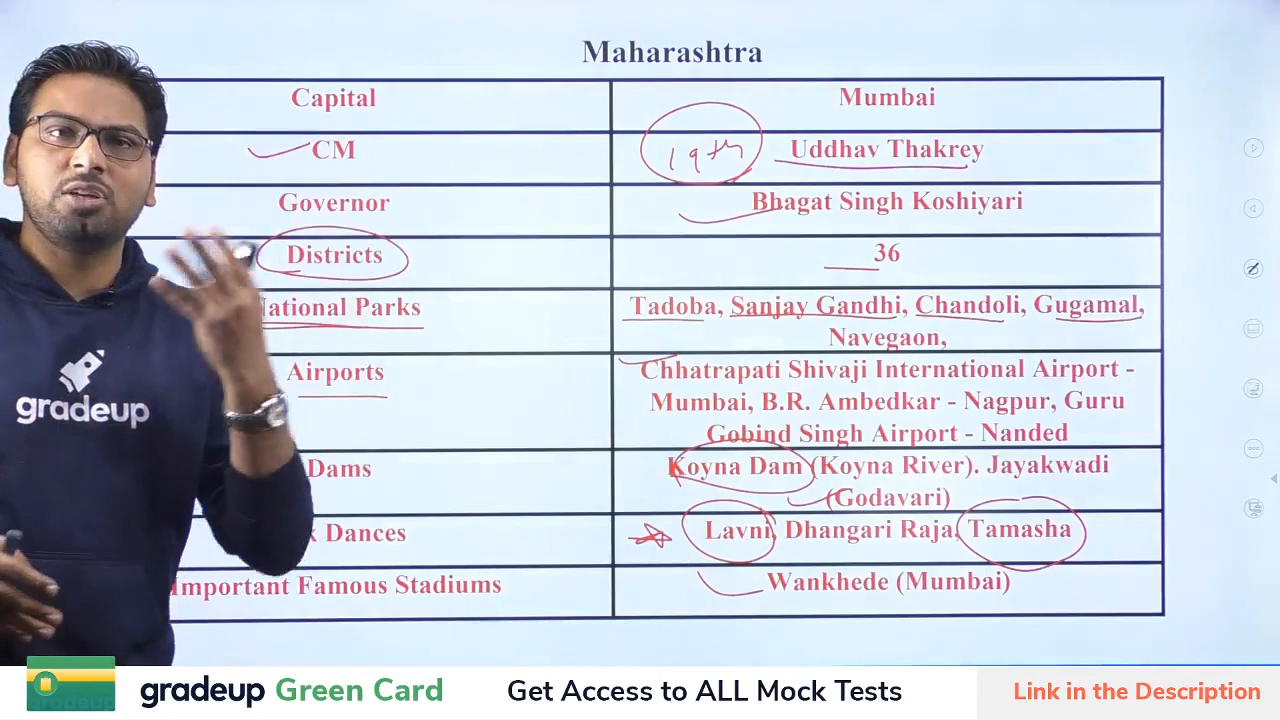 Maharashtra
Capital Mumbai
CM 19th Uddhav Thakrey
Governor Bhagat Singh Koshiyari
Districts 36
National Parks Tadoba, Sanjay Gandhi, Chandoli, Gugamal,
Navegaon,
Airports Chhatrapati Shivaji International Airport -
Mumbai, B.R. Ambedkar - Nagpur, Guru
Gobind Singh Airport - Nanded
Dams Koyna Dam (Koyna River). Jayakwadi
(Godavari)
k Dances Lavni, Dhangari Raja, Tamasha
Important Famous Stadiums Wankhede (Mumbai)
gradeup
gradeup Green Card Get Access to ALL Mock Tests Link in the Description